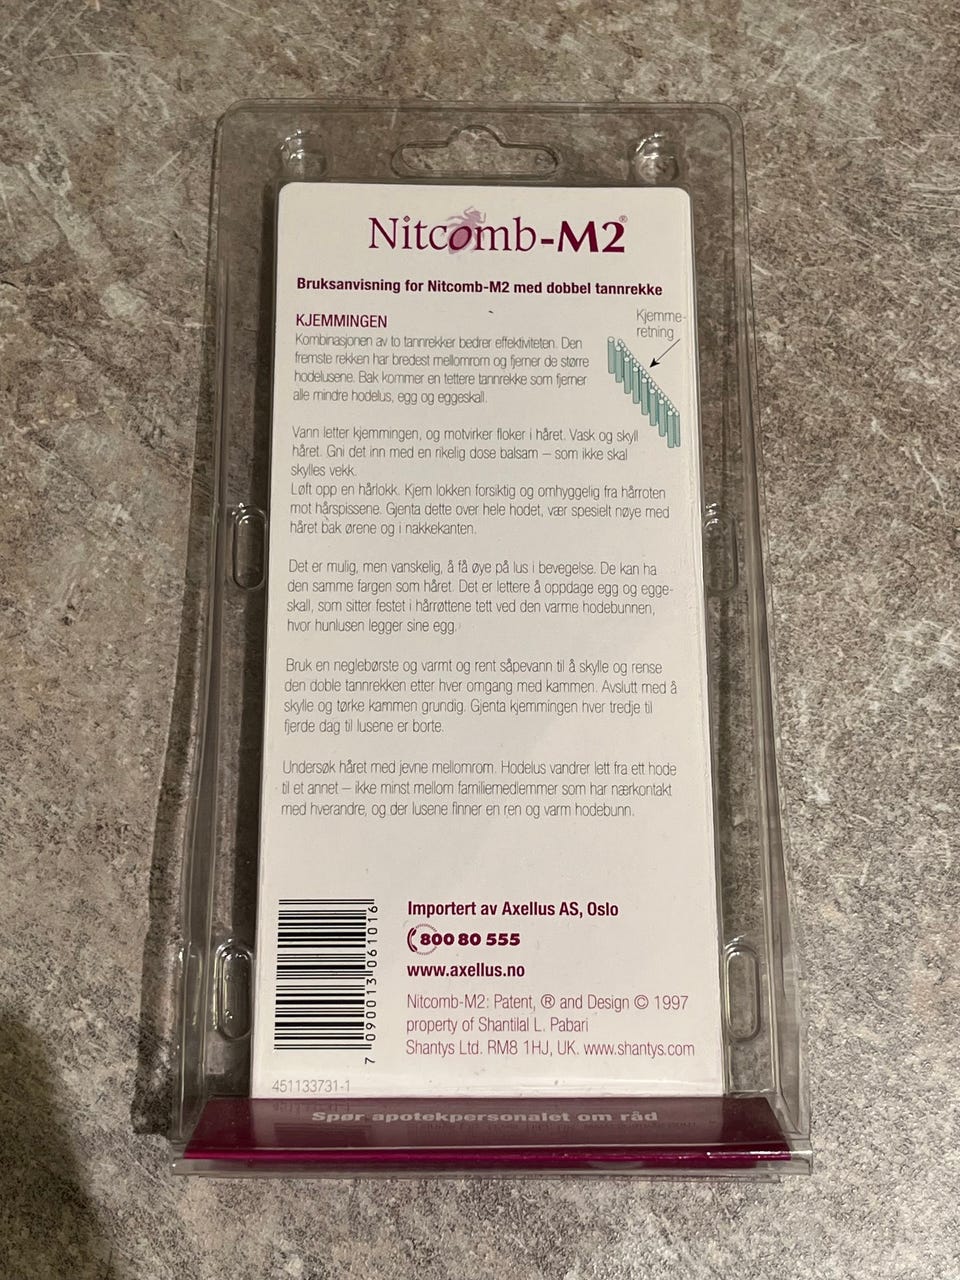 Nitcomb-M2®
Bruksanvisning for Nitcomb-M2 med dobbel tannrekke
KJEMMINGEN
Kombinasjonen av to tannrekker bedrer effektiviteten. Den
fremste rekken har bredest mellomrom og fjerner de større
hodelusene. Bak kommer en tettere tannrekke som fjerner
alle mindre hodelus, egg og eggeskall.
Kjemme-
retning
Vann letter kjemmingen, og motvirker floker i håret. Vask og skyll
håret. Gni det inn med en rikelig dose balsam – som ikke skal
skylles vekk.
Løft opp en hårlokk. Kjem lokken forsiktig og omhyggelig fra hårroten
mot hårspissene. Gjenta dette over hele hodet, vær spesielt nøye med
håret bak ørene og i nakkekanten.
Det er mulig, men vanskelig, å få øye på lus i bevegelse. De kan ha
den samme fargen som håret. Det er lettere å oppdage egg og egge-
skall, som sitter festet i hårrøttene tett ved den varme hodebunnen,
hvor hunlusen legger sine egg.
Bruk en neglebørste og varmt og rent såpevann til å skylle og rense
den doble tannrekken etter hver omgang med kammen. Avslutt med å
skylle og tørke kammen grundig. Gjenta kjemmingen hver tredje til
fjerde dag til lusene er borte.
Undersøk håret med jevne mellomrom. Hodelus vandrer lett fra ett hode
til et annet – ikke minst mellom familiemedlemmer som har nærkontakt
med hverandre, og der lusene finner en ren og varm hodebunn.
7 090013 061016
Importert av Axellus AS, Oslo
800 80 555
www.axellus.no
Nitcomb-M2: Patent, ® and Design © 1997
property of Shantilal L. Pabari
Shantys Ltd. RM8 1HJ, UK. www.shantys.com
451133731-1
Spør apotekpersonalet om råd